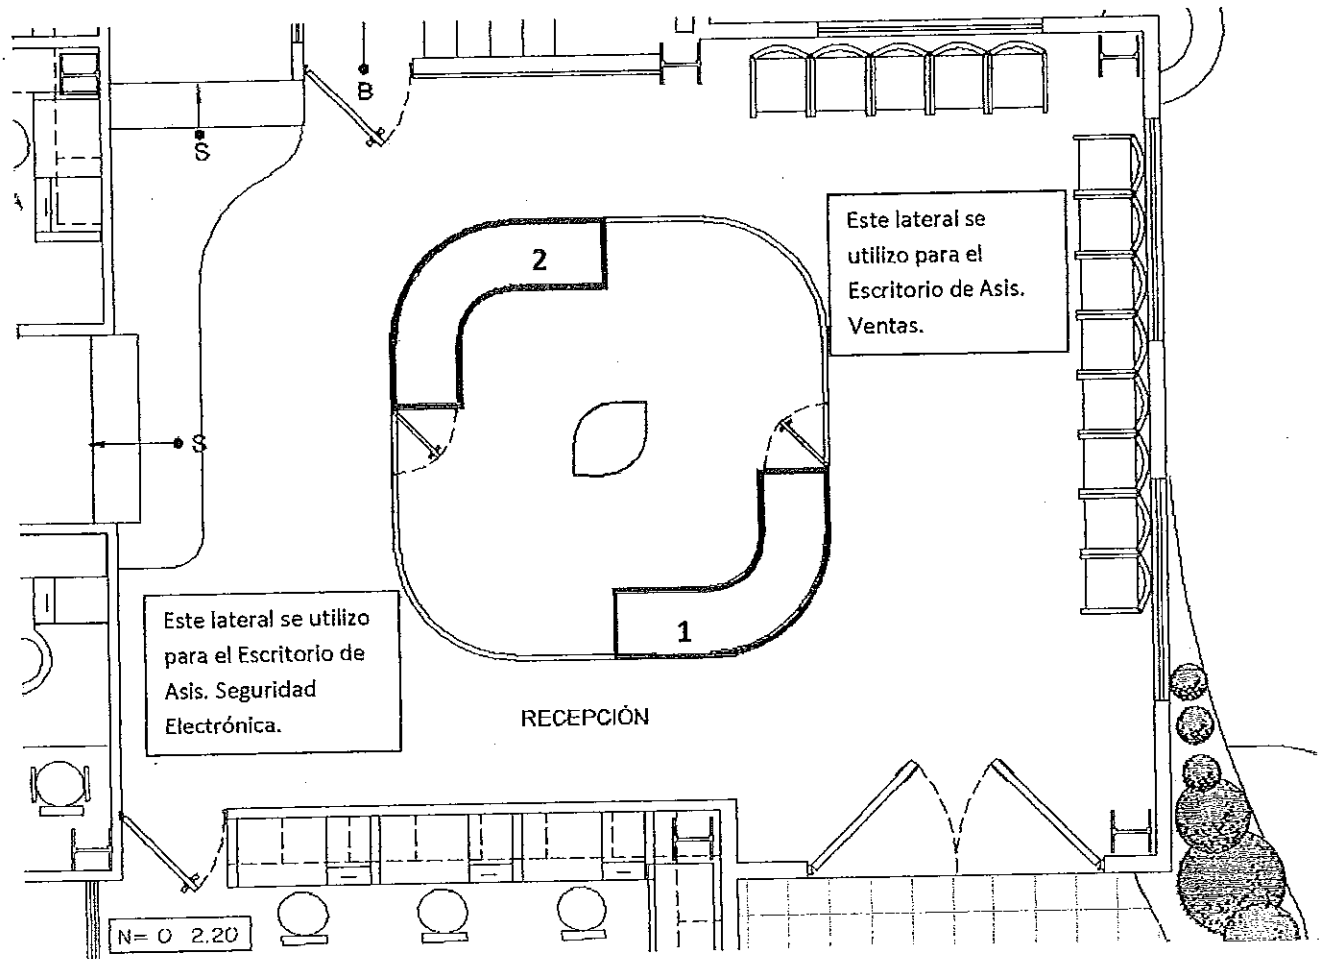 B
S
2
Este lateral se
utilizo para el
Escritorio de Asis.
Ventas.
S
Este lateral se utilizo
para el Escritorio de
Asis. Seguridad
Electrónica.
1
RECEPCIÓN
N= 0 2.20